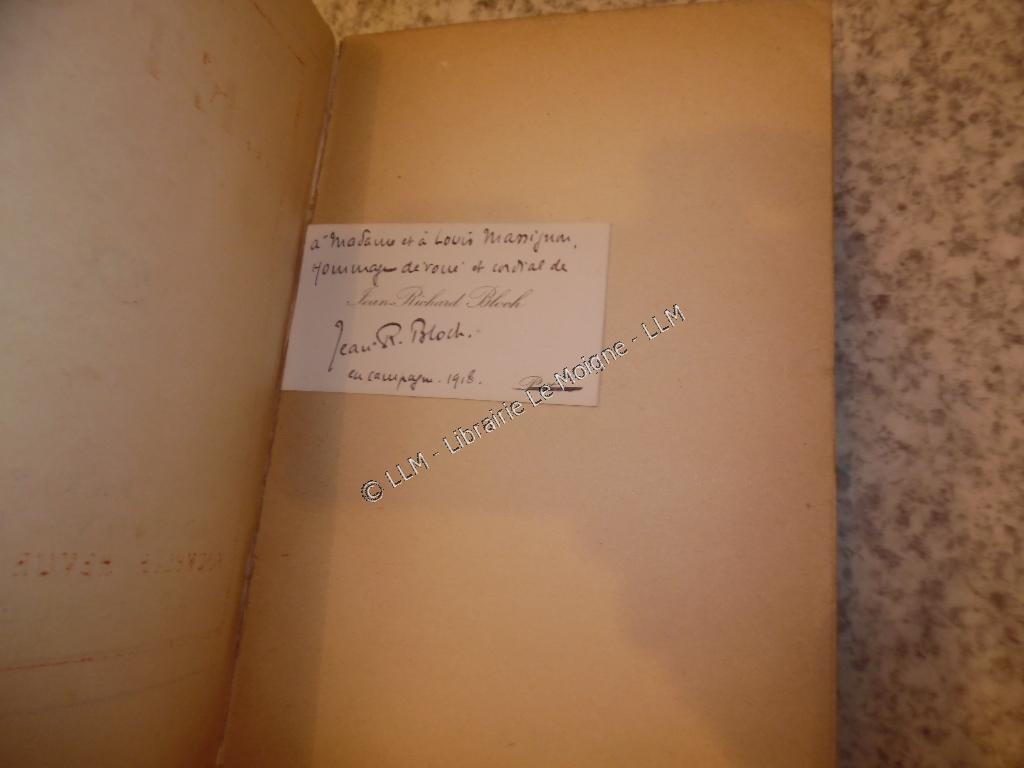 à Madame et à Louis Massignon,
Hommage dévoué et cordial de
Jean-Richard Bloch
Jean-R. Bloch.
en campagne. 1918.
© LLM - Librairie Le Moigne - LLM